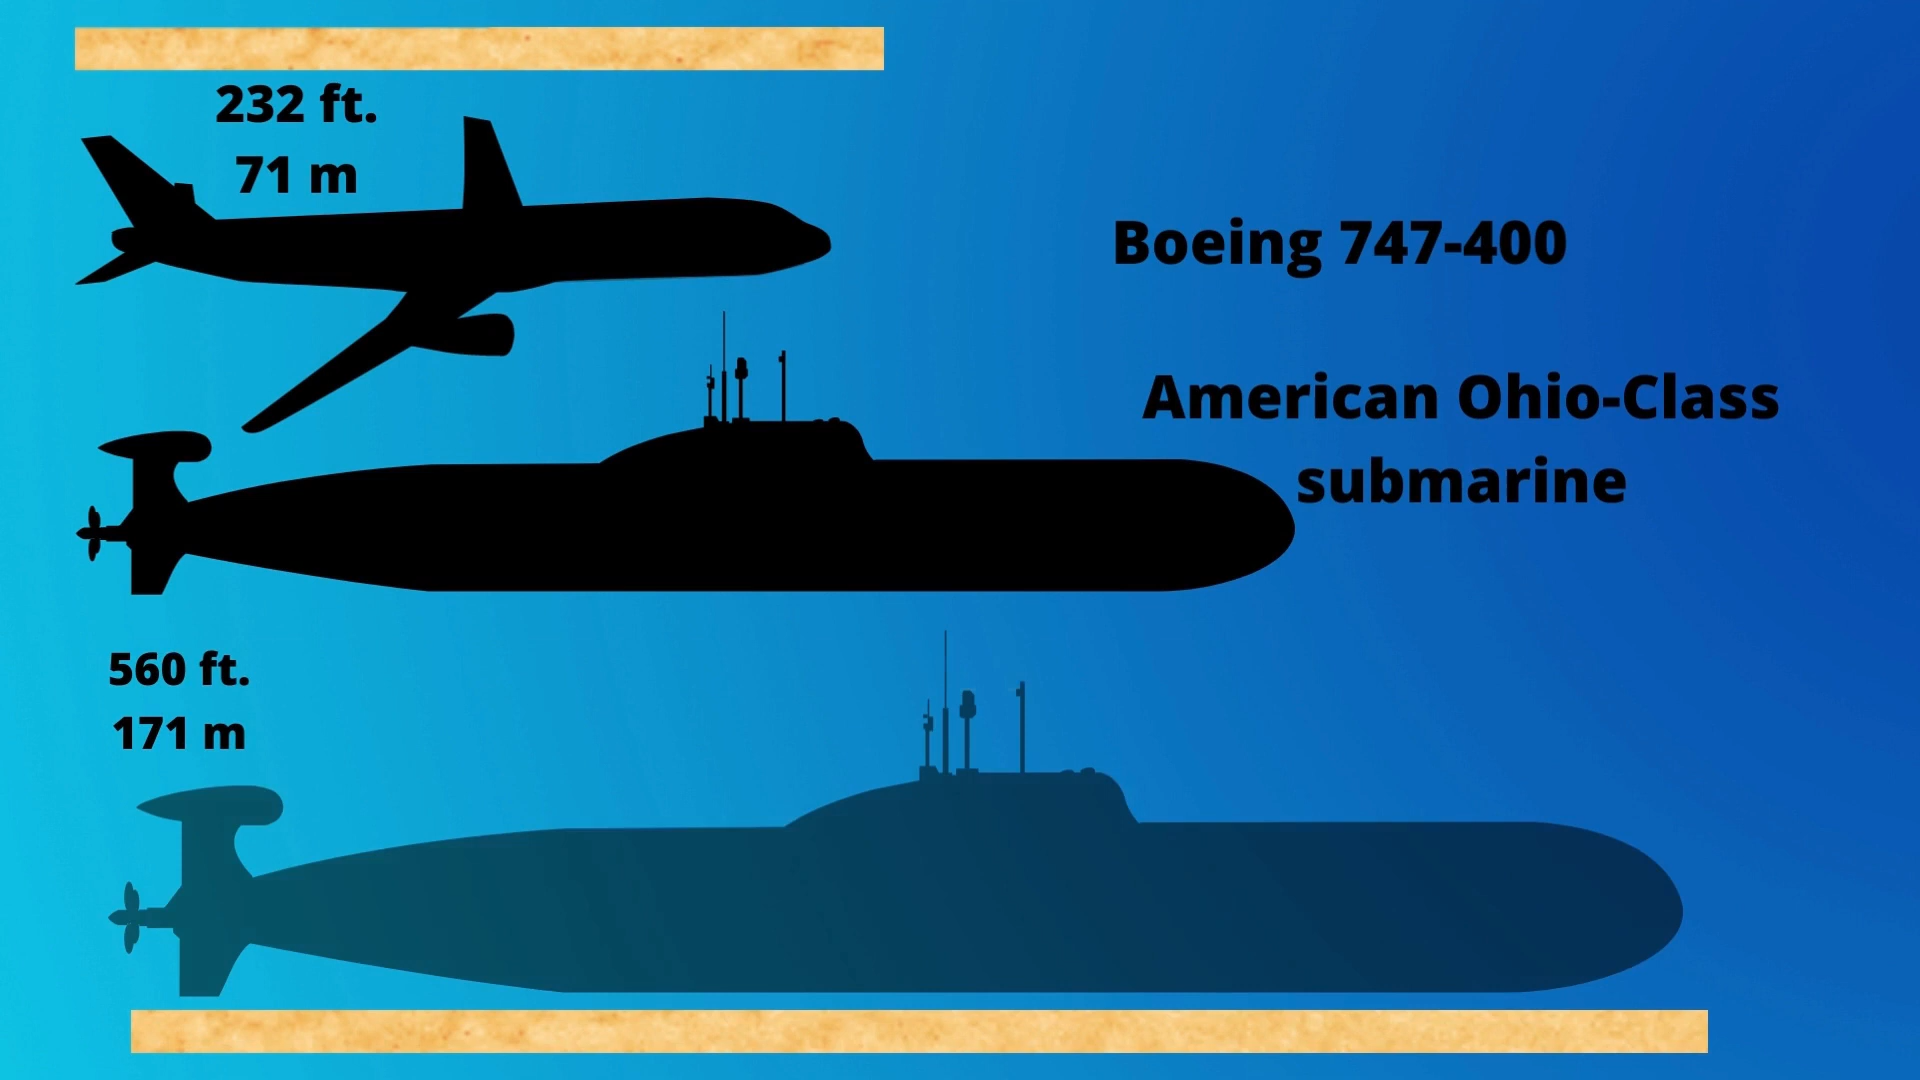 232 ft.
71 m
Boeing 747-400
American Ohio-Class
submarine
560 ft.
171 m